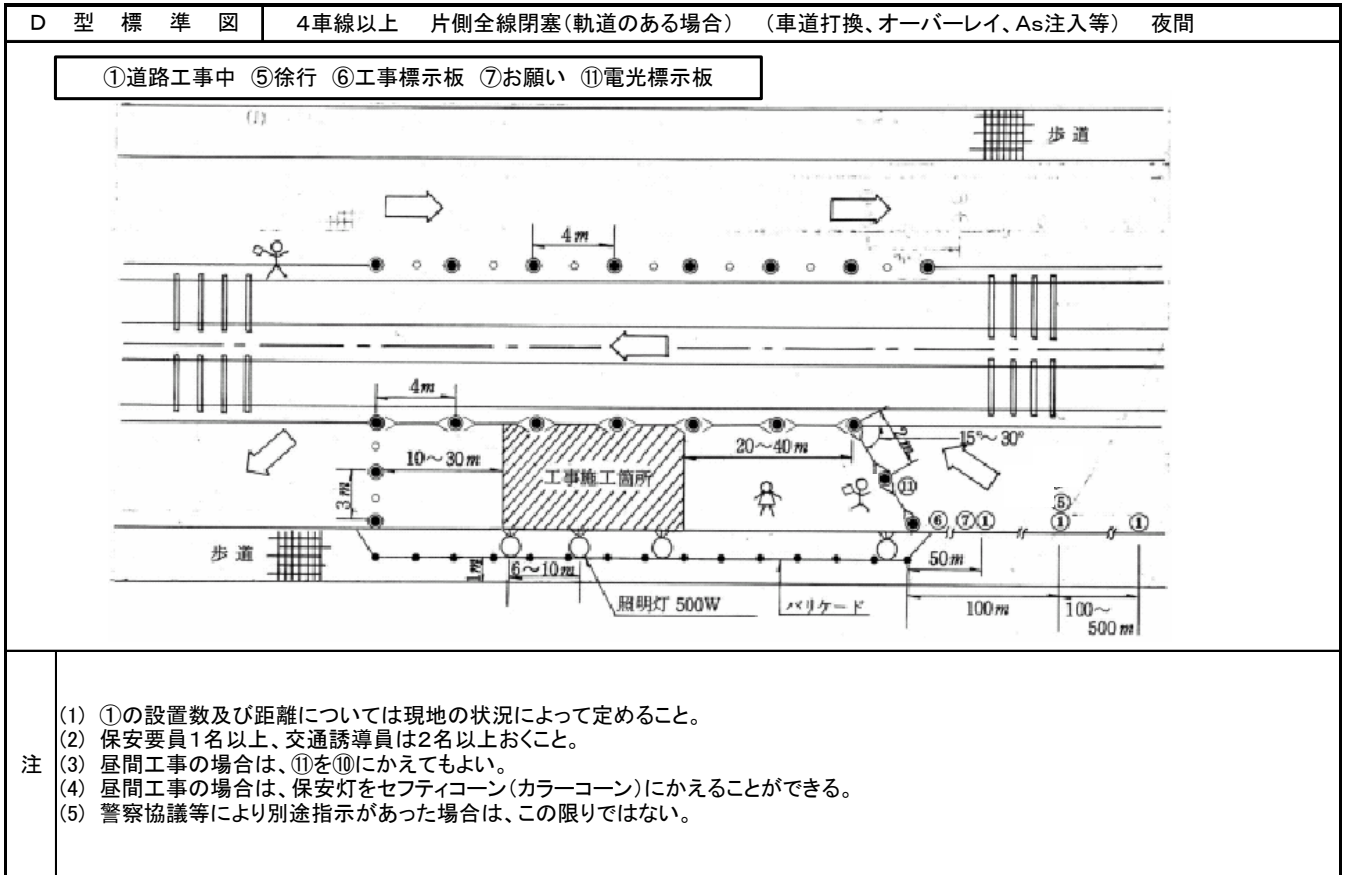 D 型 標 準 図 4車線以上 片側全線閉塞(軌道のある場合) (車道打換、オーバーレイ、As注入等) 夜間
①道路工事中 ⑤徐行 ⑥工事標示板 ⑦お願い ⑪電光標示板
(1)
歩道
4m
4m
10~30m
工事施工箇所
20~40m
2m
15°~30°
3m
⑪
⑤
⑥ ⑦ ① ① ①
歩道
1m
6~10m
50m
照明灯 500W
バリケード
100m
100~
500m
注
(1) ①の設置数及び距離については現地の状況によって定めること。
(2) 保安要員1名以上、交通誘導員は2名以上おくこと。
(3) 昼間工事の場合は、⑪を⑩にかえてもよい。
(4) 昼間工事の場合は、保安灯をセフティコーン(カラーコーン)にかえることができる。
(5) 警察協議等により別途指示があった場合は、この限りではない。